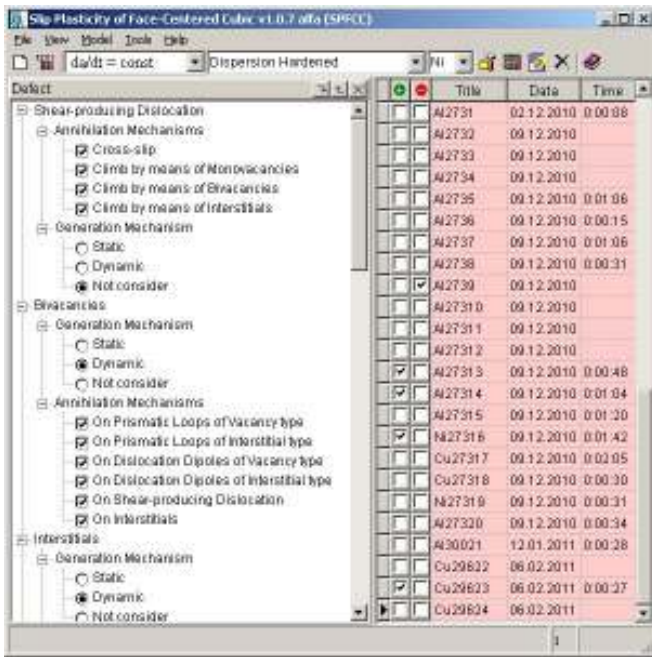 Slip Plasticity of Face-Centered Cubic v1.0.7 alfa (SPFCC)
File View Model Tools Help
da/dt = const Dispersion Hardened Ni
Defect
Shear-producing Dislocation
Annihilation Mechanisms
Cross-slip
Climb by means of Monovacancies
Climb by means of Bivacancies
Climb by means of Interstitials
Generation Mechanism
Static
Dynamic
Not consider
Bivacancies
Generation Mechanism
Static
Dynamic
Not consider
Annihilation Mechanisms
On Prismatic Loops of Vacancy type
On Prismatic Loops of Interstitial type
On Dislocation Dipoles of Vacancy type
On Dislocation Dipoles of Interstitial type
On Shear-producing Dislocation
On Interstitials
Interstitials
Generation Mechanism
Static
Dynamic
Not consider
Title Data Time
Al2731 02.12.2010 0:00:08
Al2732 09.12.2010
Al2733 09.12.2010
Al2734 09.12.2010
Al2735 09.12.2010 0:01:06
Al2736 09.12.2010 0:00:15
Al2737 09.12.2010 0:01:06
Al2738 09.12.2010 0:00:31
Al2739 09.12.2010
Al27310 09.12.2010
Al27311 09.12.2010
Al27312 09.12.2010
Al27313 09.12.2010 0:00:48
Al27314 09.12.2010 0:01:04
Al27315 09.12.2010 0:01:20
Ni27316 09.12.2010 0:01:42
Cu27317 09.12.2010 0:02:05
Cu27318 09.12.2010 0:00:30
Ni27319 09.12.2010 0:00:31
Al27320 09.12.2010 0:00:34
Al30021 12.01.2011 0:00:28
Cu29622 06.02.2011
Cu29623 06.02.2011 0:00:27
Cu29624 06.02.2011
1